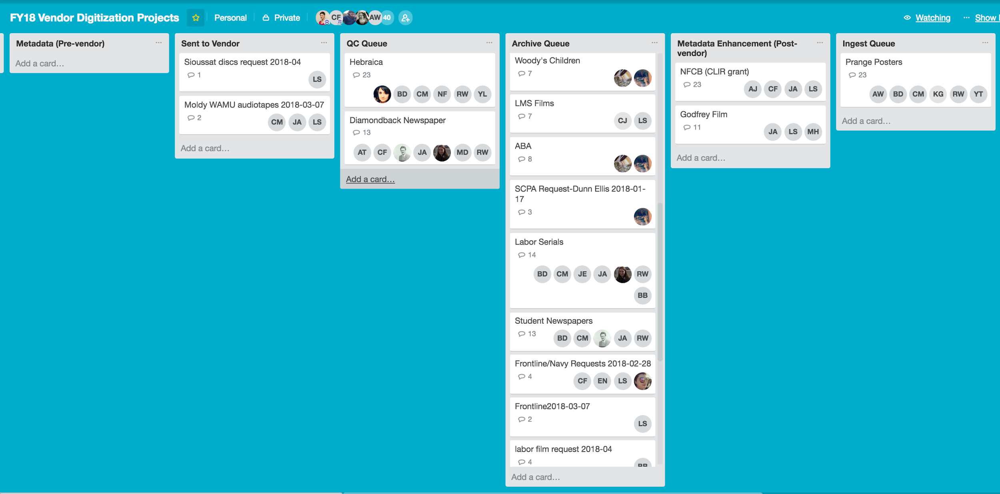 FY18 Vendor Digitization Projects
Personal
Private
CF
AW
40
Watching
Show
Metadata (Pre-vendor)
Add a card…
Sent to Vendor
Sioussat discs request 2018-04
1
LS
Moldy WAMU audiotapes 2018-03-07
2
CM JA LS
Add a card…
QC Queue
Hebraica
23
BD CM NF RW YL
Diamondback Newspaper
13
AT CF JA MD RW
Add a card…
Archive Queue
Woody's Children
7
LMS Films
7
CJ LS
ABA
8
SCPA Request-Dunn Ellis 2018-01-
17
3
Labor Serials
14
BD CM JE JA RW
BB
Student Newspapers
13
BD CM JA RW
Frontline/Navy Requests 2018-02-28
4
CF EN LS
Frontline2018-03-07
2
LS
labor film request 2018-04
4
BB
Add a card…
Metadata Enhancement (Post-
vendor)
NFCB (CLIR grant)
23
AJ CF JA LS
Godfrey Film
11
JA LS MH
Add a card…
Ingest Queue
Prange Posters
23
AW BD CM KG RW YT
Add a card…